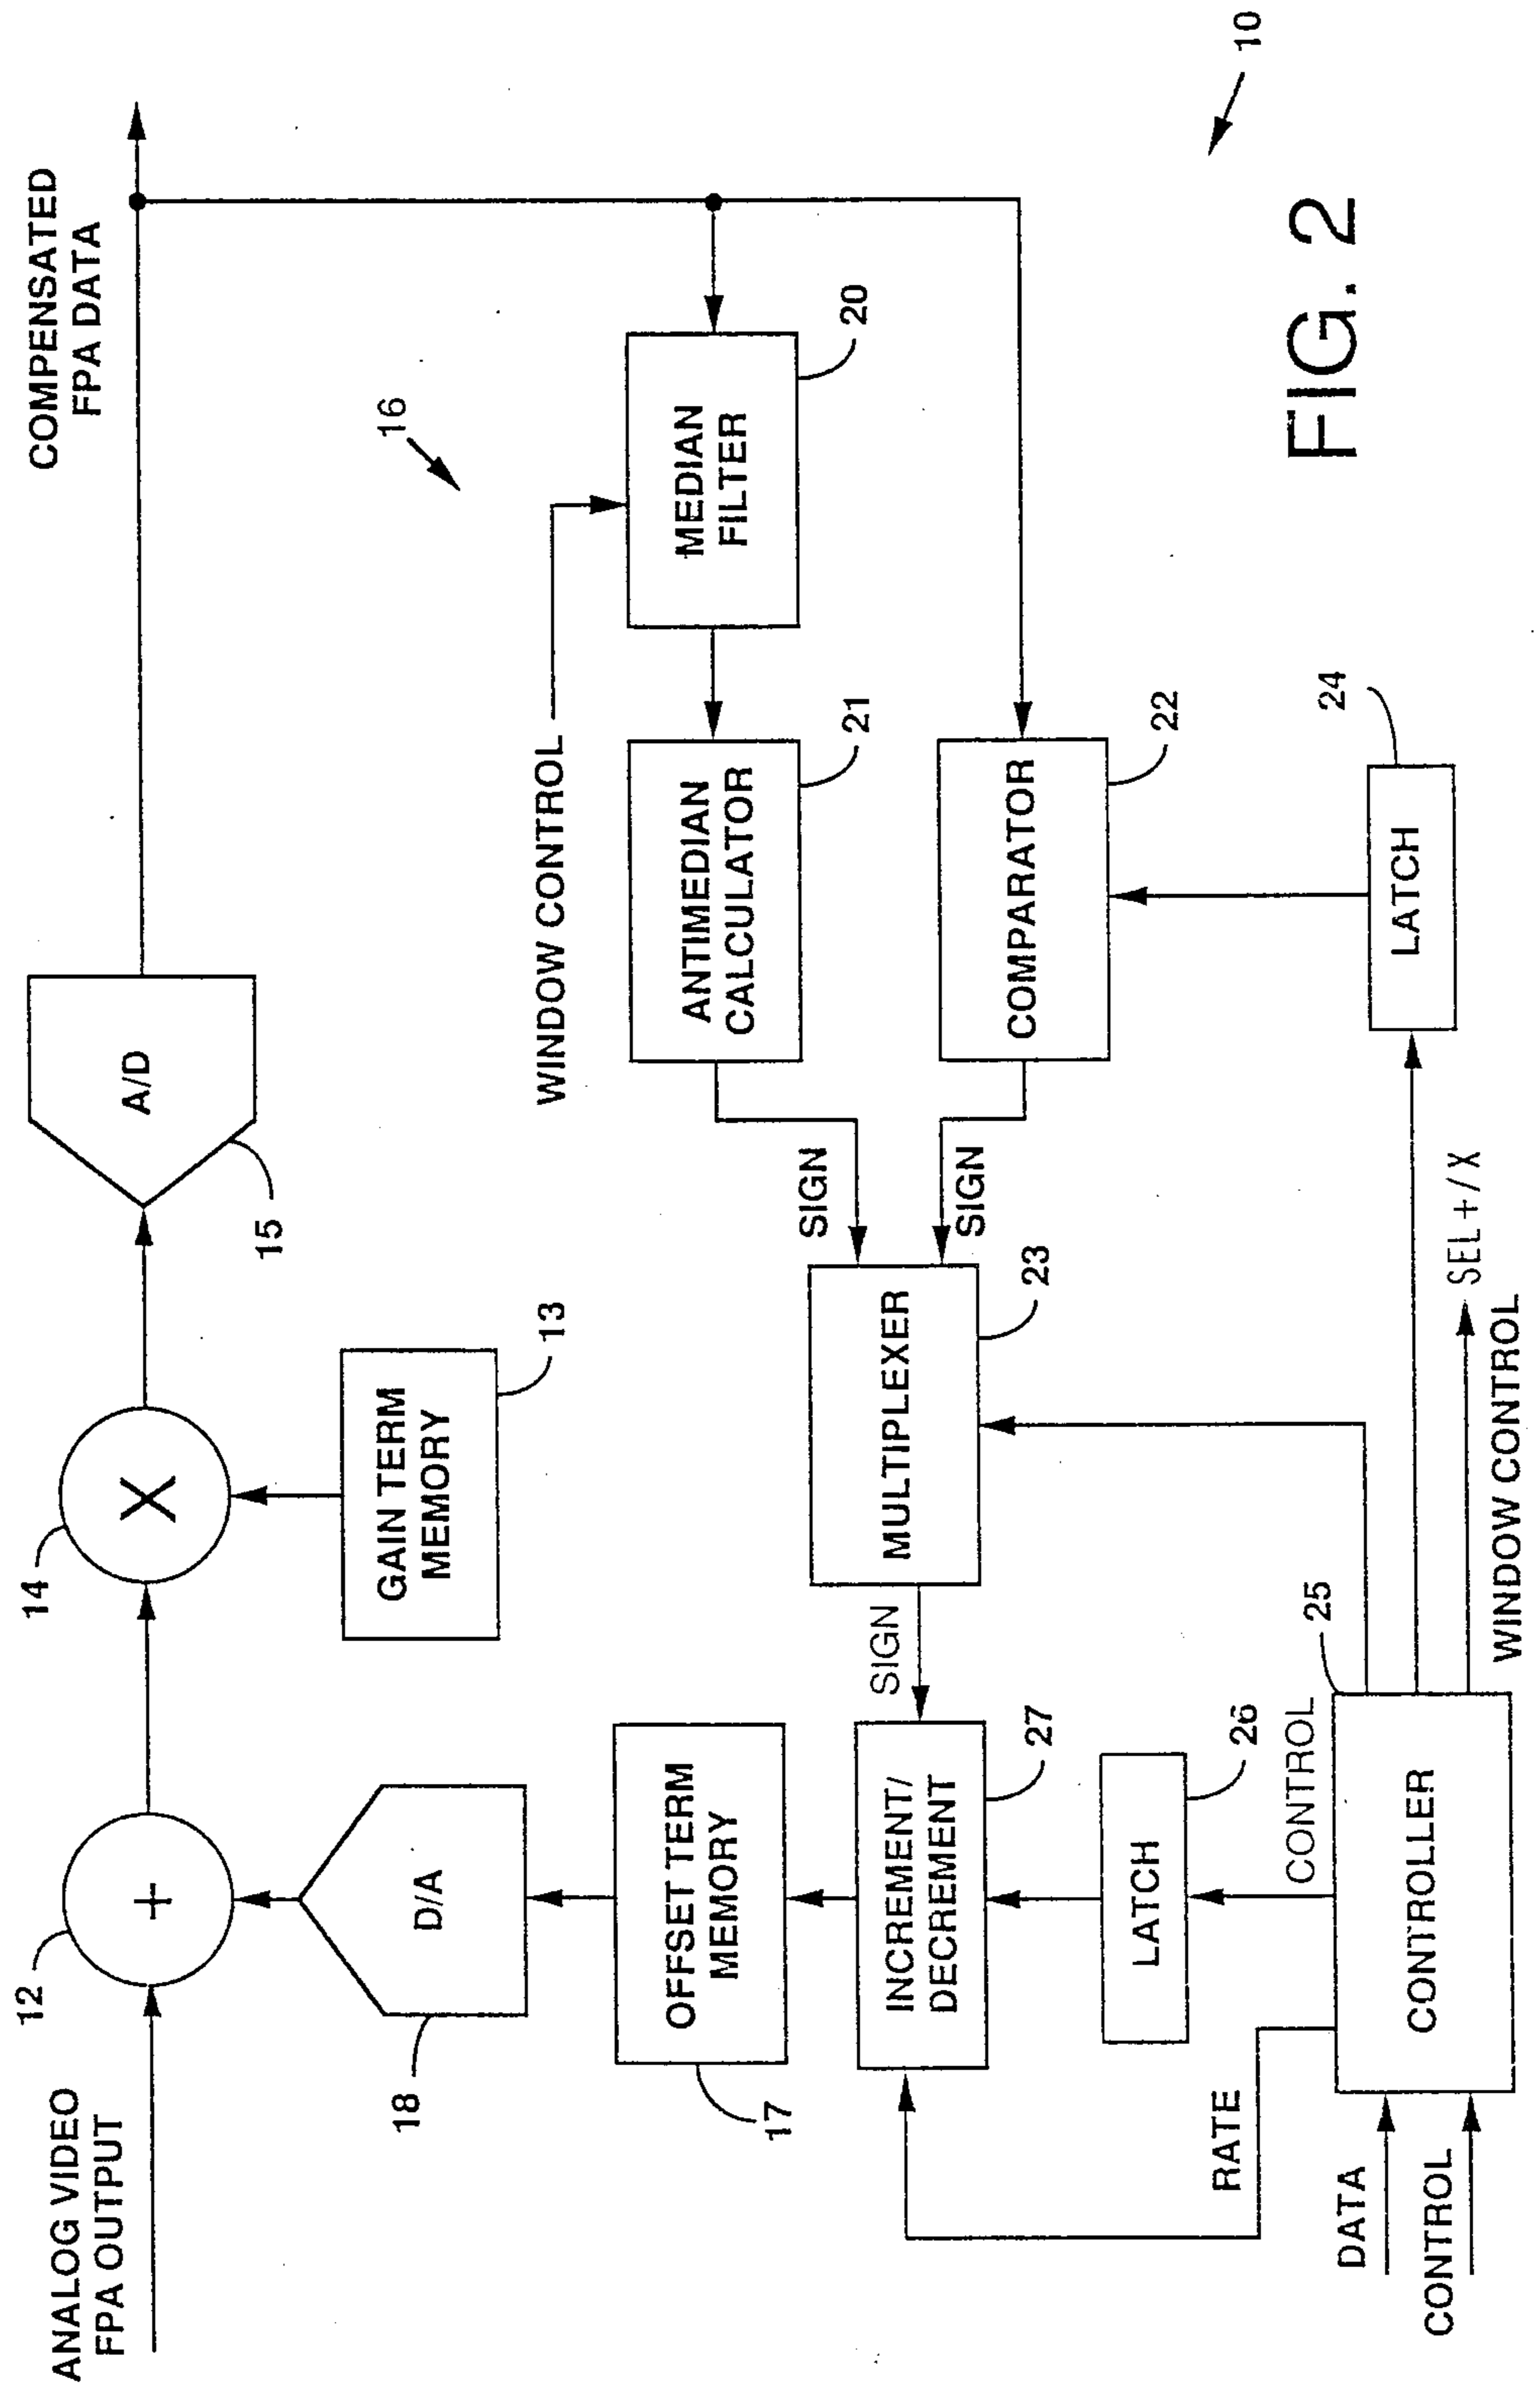 COMPENSATED
FPA DATA
ANALOG VIDEO
FPA OUTPUT
12
+
14
X
15
A/D
16
10
18
D/A
GAIN TERM
MEMORY
13
WINDOW CONTROL
OFFSET TERM
MEMORY
17
ANTIMEDIAN
CALCULATOR
21
MEDIAN
FILTER
20
INCREMENT/
DECREMENT
27
SIGN
MULTIPLEXER
23
SIGN
SIGN
COMPARATOR
22
LATCH
26
RATE
CONTROL
25
LATCH
24
DATA
CONTROL
CONTROLLER
SEL +/X
WINDOW CONTROL
FIG. 2